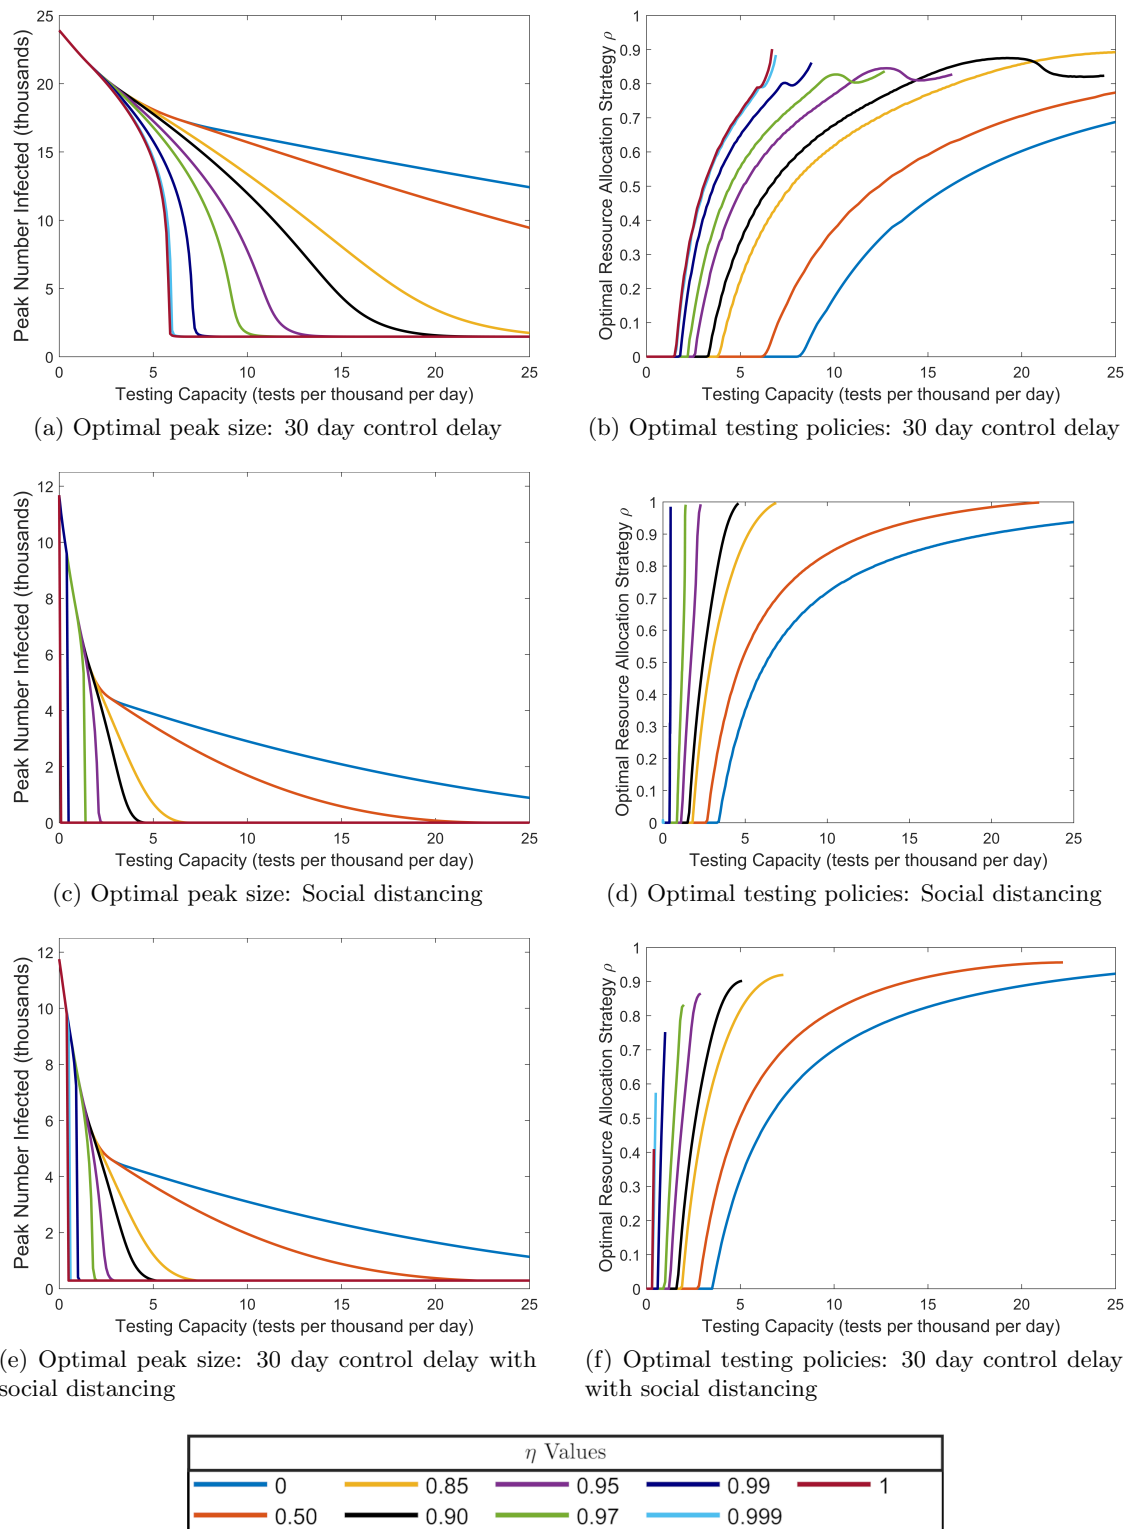 Peak Number Infected (thousands)
25
20
15
10
5
0
0 5 10 15 20 25
Testing Capacity (tests per thousand per day)
(a) Optimal peak size: 30 day control delay
Optimal Resource Allocation Strategy ρ
1
0.9
0.8
0.7
0.6
0.5
0.4
0.3
0.2
0.1
0
0 5 10 15 20 25
Testing Capacity (tests per thousand per day)
(b) Optimal testing policies: 30 day control delay
Peak Number Infected (thousands)
12
10
8
6
4
2
0
0 5 10 15 20 25
Testing Capacity (tests per thousand per day)
(c) Optimal peak size: Social distancing
Optimal Resource Allocation Strategy ρ
1
0.9
0.8
0.7
0.6
0.5
0.4
0.3
0.2
0.1
0
0 5 10 15 20 25
Testing Capacity (tests per thousand per day)
(d) Optimal testing policies: Social distancing
Peak Number Infected (thousands)
12
10
8
6
4
2
0
0 5 10 15 20 25
Testing Capacity (tests per thousand per day)
(e) Optimal peak size: 30 day control delay with
social distancing
Optimal Resource Allocation Strategy ρ
1
0.9
0.8
0.7
0.6
0.5
0.4
0.3
0.2
0.1
0
0 5 10 15 20 25
Testing Capacity (tests per thousand per day)
(f) Optimal testing policies: 30 day control delay
with social distancing
η Values
0 0.85 0.95 0.99 1
0.50 0.90 0.97 0.999